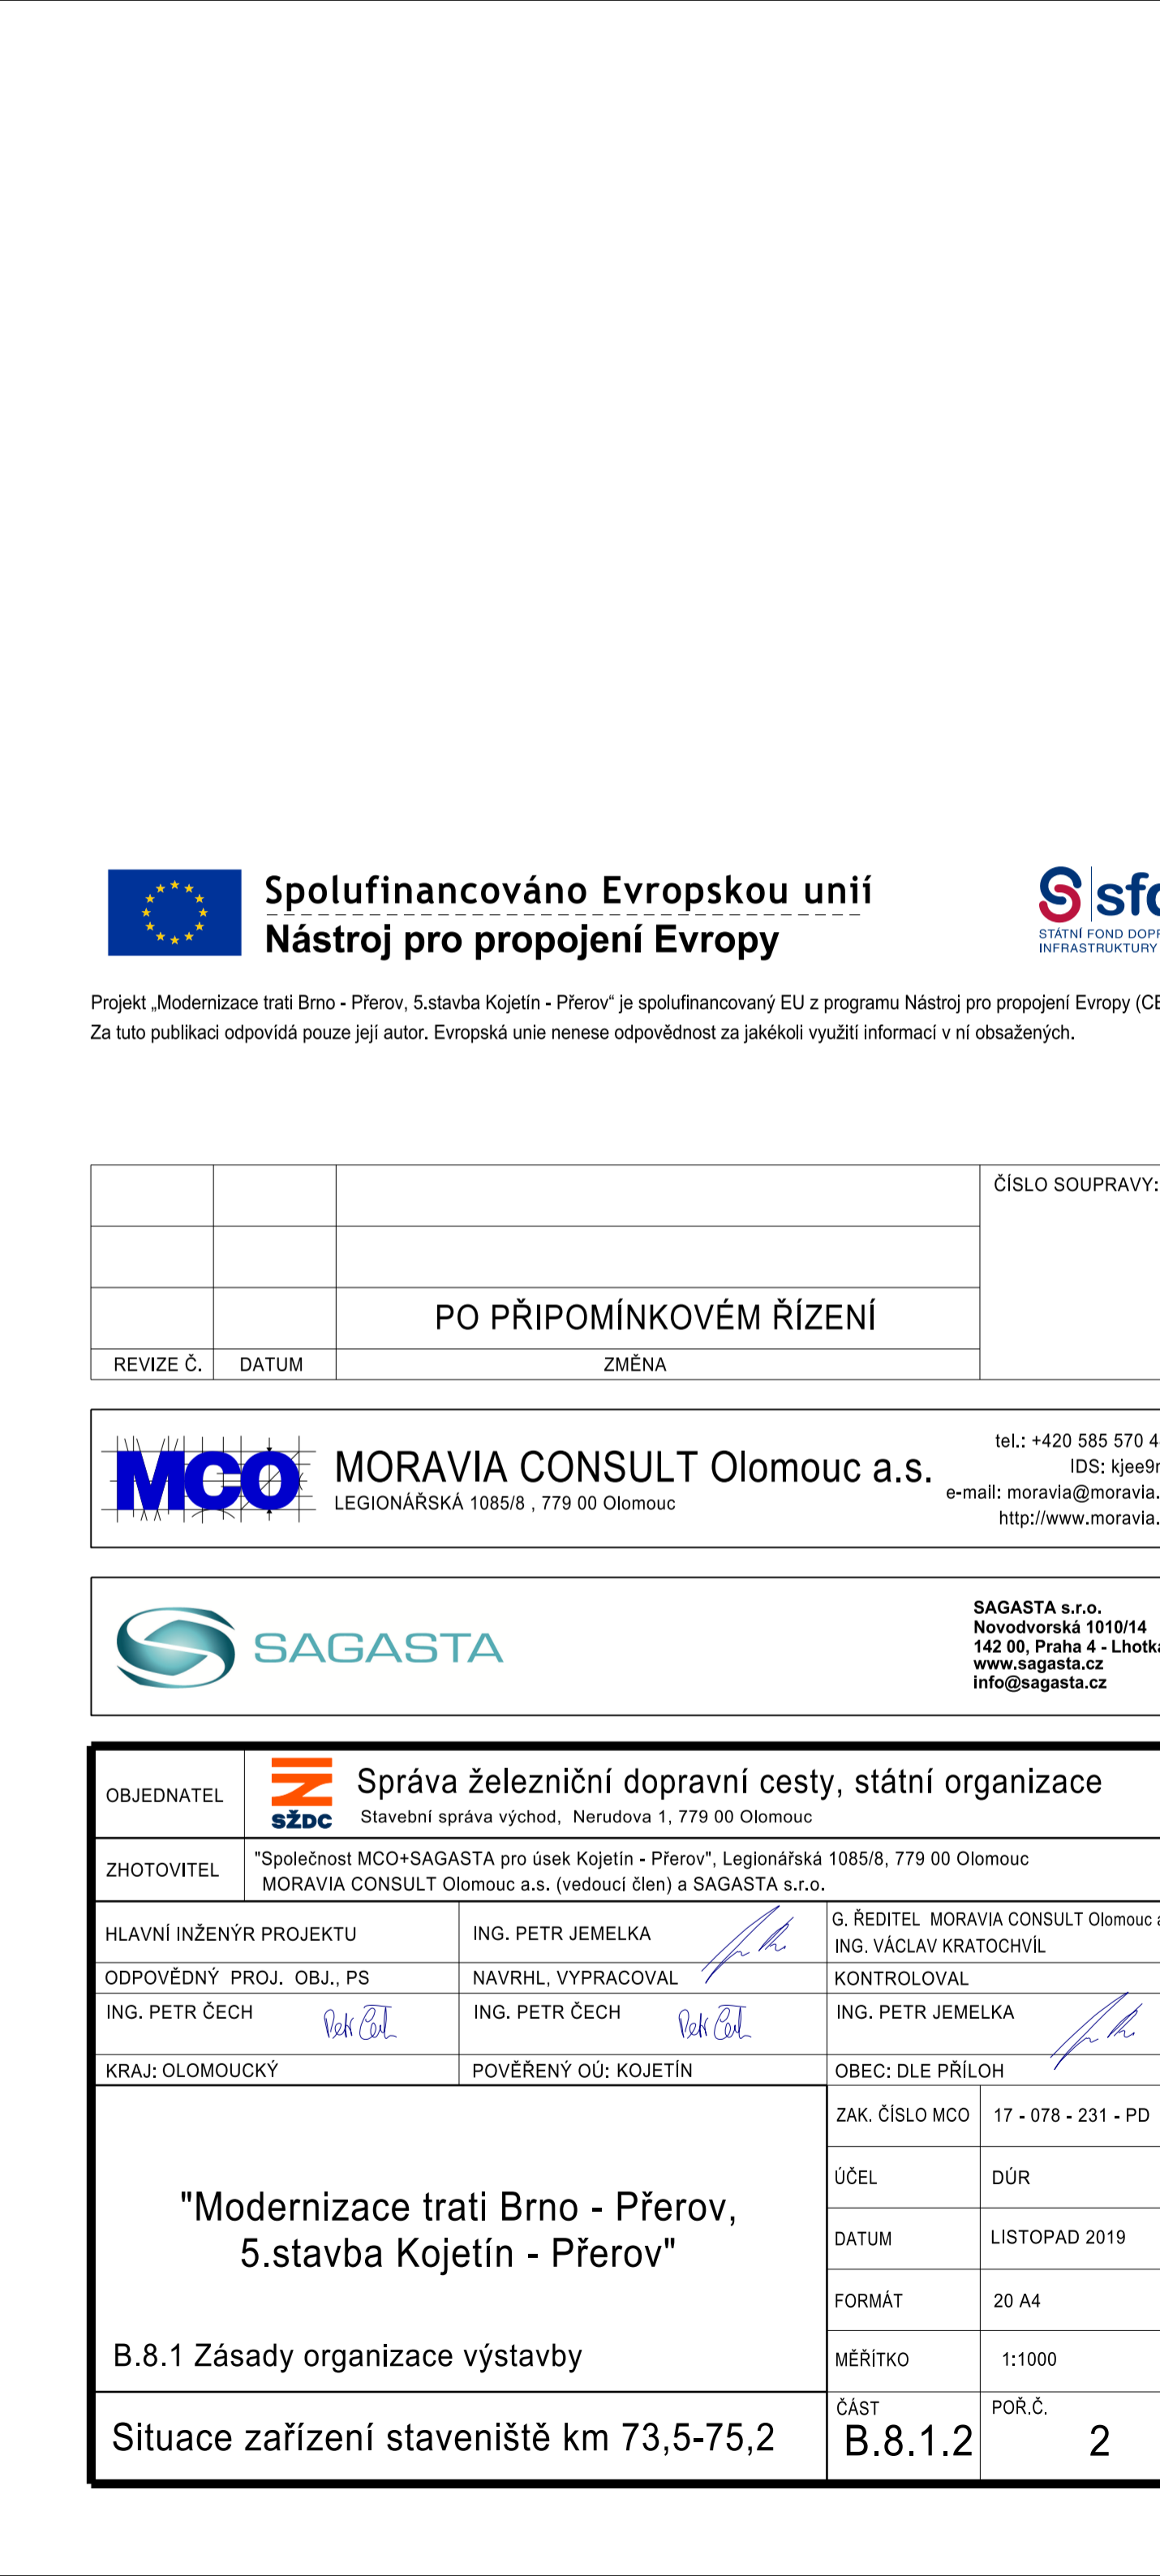 Spolufinancováno Evropskou unií
Nástroj pro propojení Evropy
STÁTNÍ FOND
INFRASTRUKTURY
Projekt „Modernizace trati Brno - Přerov, 5.stavba Kojetín - Přerov“ je spolufinancovaný EU z programu Nástroj pro propojení Evropy
Za tuto publikaci odpovídá pouze její autor. Evropská unie nenese odpovědnost za jakékoli využití informací v ní obsažených.
ČÍSLO SOUPRAVY:
PO PŘIPOMÍNKOVÉM ŘÍZENÍ
REVIZE Č. DATUM ZMĚNA
MCO
MORAVIA CONSULT Olomouc a.s.
LEGIONÁŘSKÁ 1085/8 , 779 00 Olomouc
tel.: +420 585 570
IDS:
e-mail: moravia@moravia.
http://www.moravia.
SAGASTA
SAGASTA s.r.o.
Novodvorská 1010/14
142 00, Praha 4 - Lhotka
www.sagasta.cz
info@sagasta.cz
OBJEDNATEL
SŽDC
Správa železniční dopravní cesty, státní organizace
Stavební správa východ, Nerudova 1, 779 00 Olomouc
ZHOTOVITEL
"Společnost MCO+SAGASTA pro úsek Kojetín - Přerov", Legionářská 1085/8, 779 00 Olomouc
MORAVIA CONSULT Olomouc a.s. (vedoucí člen) a SAGASTA s.r.o.
HLAVNÍ INŽENÝR PROJEKTU
ING. PETR JEMELKA
G. ŘEDITEL MORAVIA CONSULT Olomouc
ING. VÁCLAV KRATOCHVÍL
ODPOVĚDNÝ PROJ. OBJ., PS
NAVRHL, VYPRACOVAL
KONTROLOVAL
ING. PETR ČECH
Petr Čech
ING. PETR ČECH
Petr Čech
ING. PETR JEMELKA
KRAJ: OLOMOUCKÝ
POVĚŘENÝ OÚ: KOJETÍN
OBEC: DLE PŘÍLOH
"Modernizace trati Brno - Přerov,
5.stavba Kojetín - Přerov"
B.8.1 Zásady organizace výstavby
ZAK. ČÍSLO MCO 17 - 078 - 231 - PD
ÚČEL DÚR
DATUM LISTOPAD 2019
FORMÁT 20 A4
MĚŘÍTKO 1:1000
Situace zařízení staveniště km 73,5-75,2
ČÁST
B.8.1.2
POŘ.Č.
2